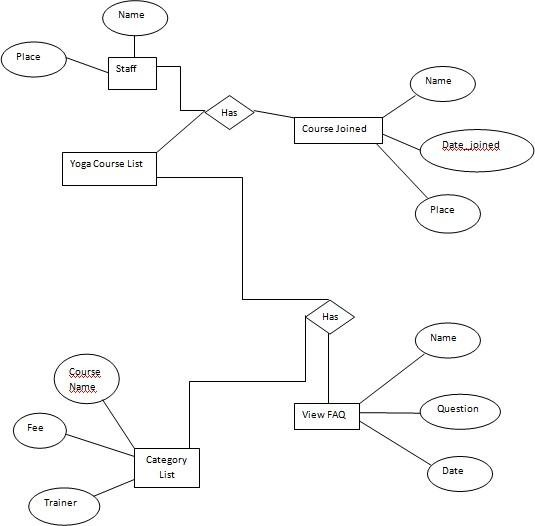 Name
Place
Staff
Has
Name
Course Joined
Date_joined
Yoga Course List
Place
Has
Name
Course
Name
View FAQ
Question
Fee
Category
List
Date
Trainer